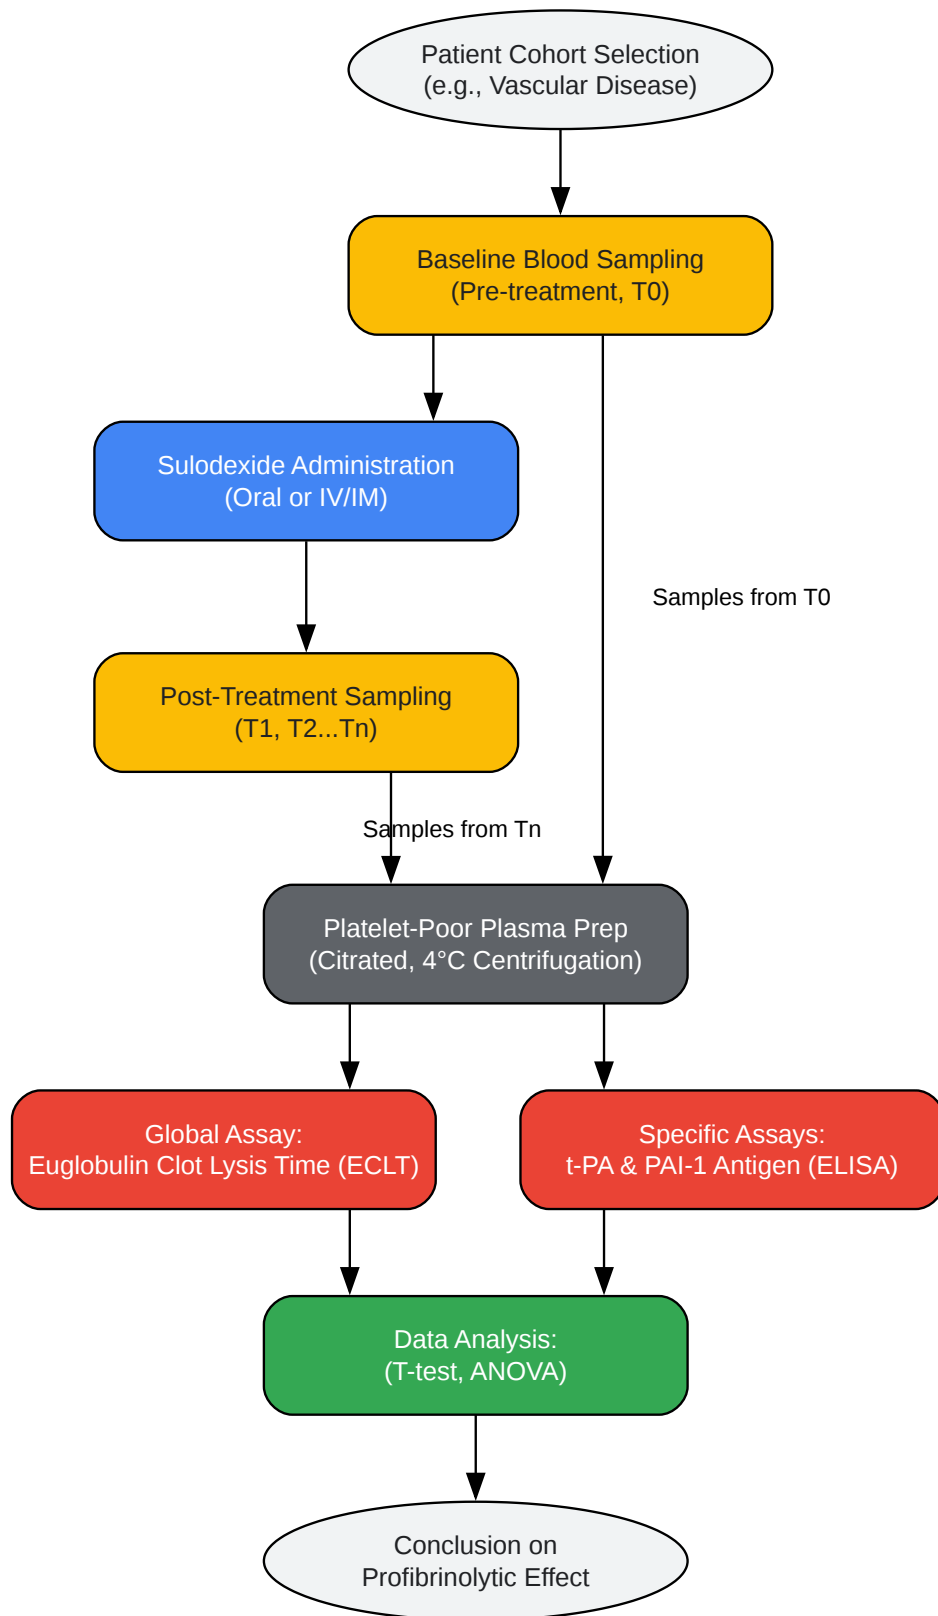 Patient Cohort Selection
(e.g., Vascular Disease)
Baseline Blood Sampling
(Pre-treatment, T0)
Sulodexide Administration
(Oral or IV/IM)
Samples from T0
Post-Treatment Sampling
(T1, T2...Tn)
Samples from Tn
Platelet-Poor Plasma Prep
(Citrated, 4°C Centrifugation)
Global Assay:
Euglobulin Clot Lysis Time (ECLT)
Specific Assays:
t-PA & PAI-1 Antigen (ELISA)
Data Analysis:
(T-test, ANOVA)
Conclusion on
Profibrinolytic Effect